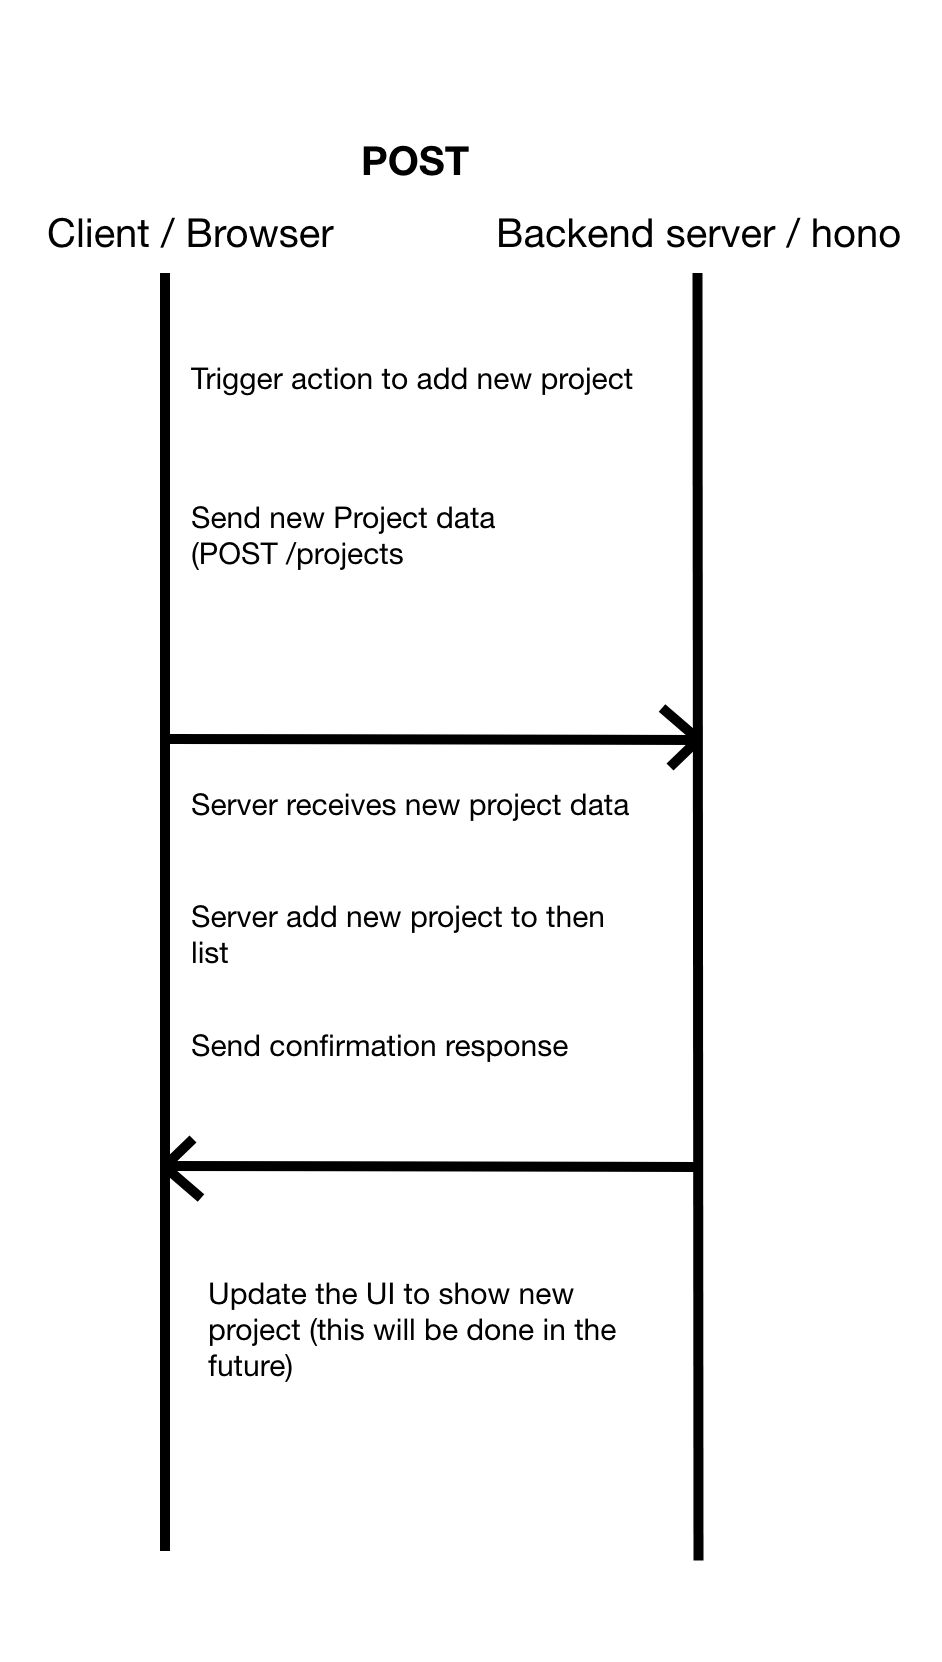 POST
Client / Browser
Backend server / hono
Trigger action to add new project
Send new Project data
(POST /projects
Server receives new project data
Server add new project to then
list
Send confirmation response
Update the UI to show new
project (this will be done in the
future)